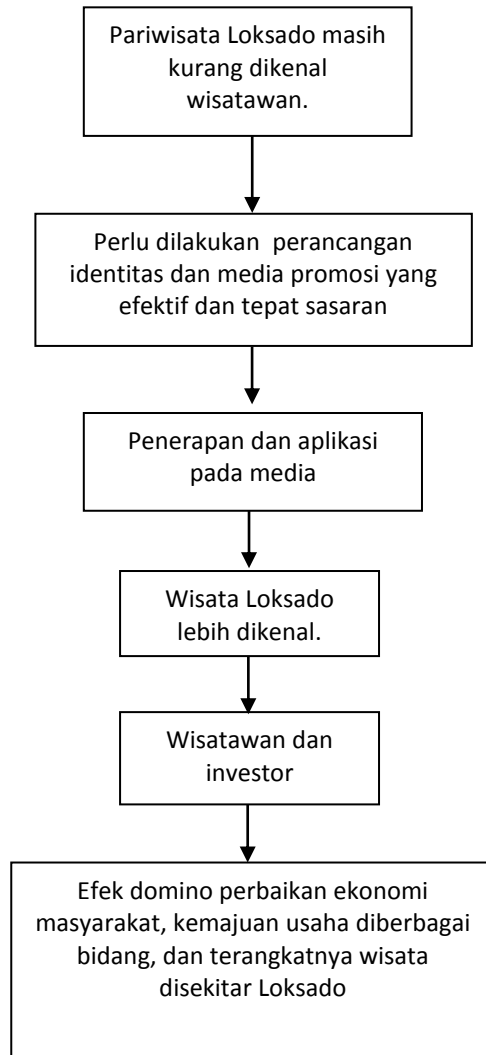 Pariwisata Loksado masih
kurang dikenal
wisatawan.
Perlu dilakukan perancangan
identitas dan media promosi yang
efektif dan tepat sasaran
Penerapan dan aplikasi
pada media
Wisata Loksado
lebih dikenal.
Wisatawan dan
investor
Efek domino perbaikan ekonomi
masyarakat, kemajuan usaha diberbagai
bidang, dan terangkatnya wisata
disekitar Loksado